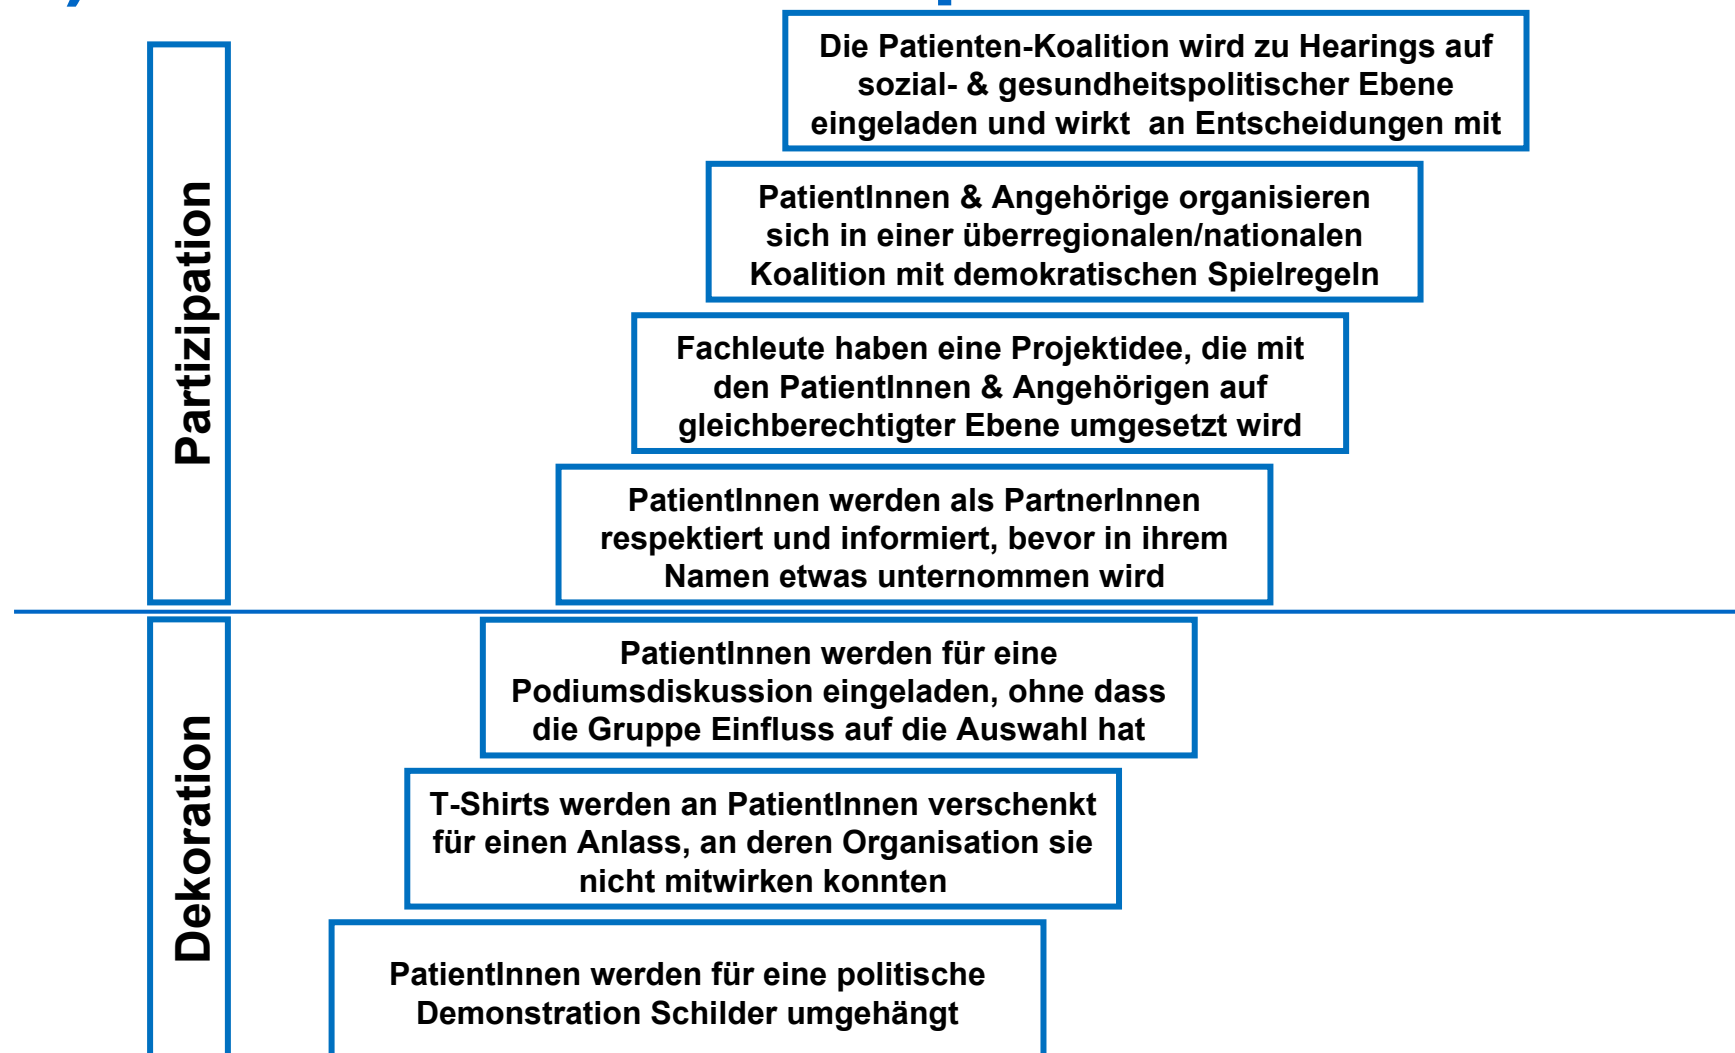 Die Patienten-Koalition wird zu Hearings auf
sozial- & gesundheitspolitischer Ebene
eingeladen und wirkt an Entscheidungen mit
PatientInnen & Angehörige organisieren
sich in einer überregionalen/nationalen
Koalition mit demokratischen Spielregeln
Partizipation
Fachleute haben eine Projektidee, die mit
den PatientInnen & Angehörigen auf
gleichberechtigter Ebene umgesetzt wird
PatientInnen werden als PartnerInnen
respektiert und informiert, bevor in ihrem
Namen etwas unternommen wird
PatientInnen werden für eine
Podiumsdiskussion eingeladen, ohne dass
die Gruppe Einfluss auf die Auswahl hat
Dekoration
T-Shirts werden an PatientInnen verschenkt
für einen Anlass, an deren Organisation sie
nicht mitwirken konnten
PatientInnen werden für eine politische
Demonstration Schilder umgehängt